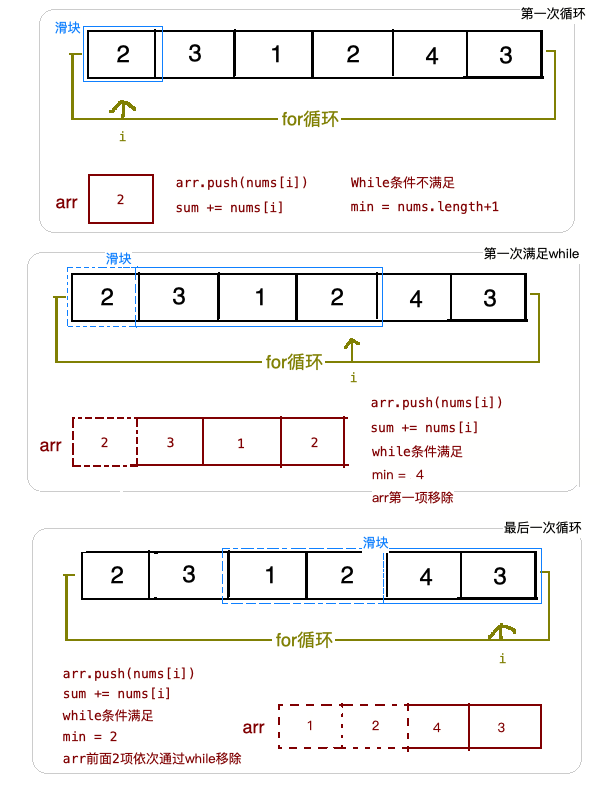 第一次循环
滑块
2 3 1 2 4 3
for循环
i
arr 2
arr.push(nums[i]) While条件不满足
sum += nums[i] min = nums.length+1
第一次满足while
滑块
2 3 1 2 4 3
for循环
i
arr.push(nums[i])
sum += nums[i]
arr 2 3 1 2
while条件满足
min = 4
arr第一项移除
最后一次循环
滑块
2 3 1 2 4 3
for循环
i
arr.push(nums[i])
sum += nums[i]
while条件满足
min = 2
arr前面2项依次通过while移除
arr 1 2 4 3